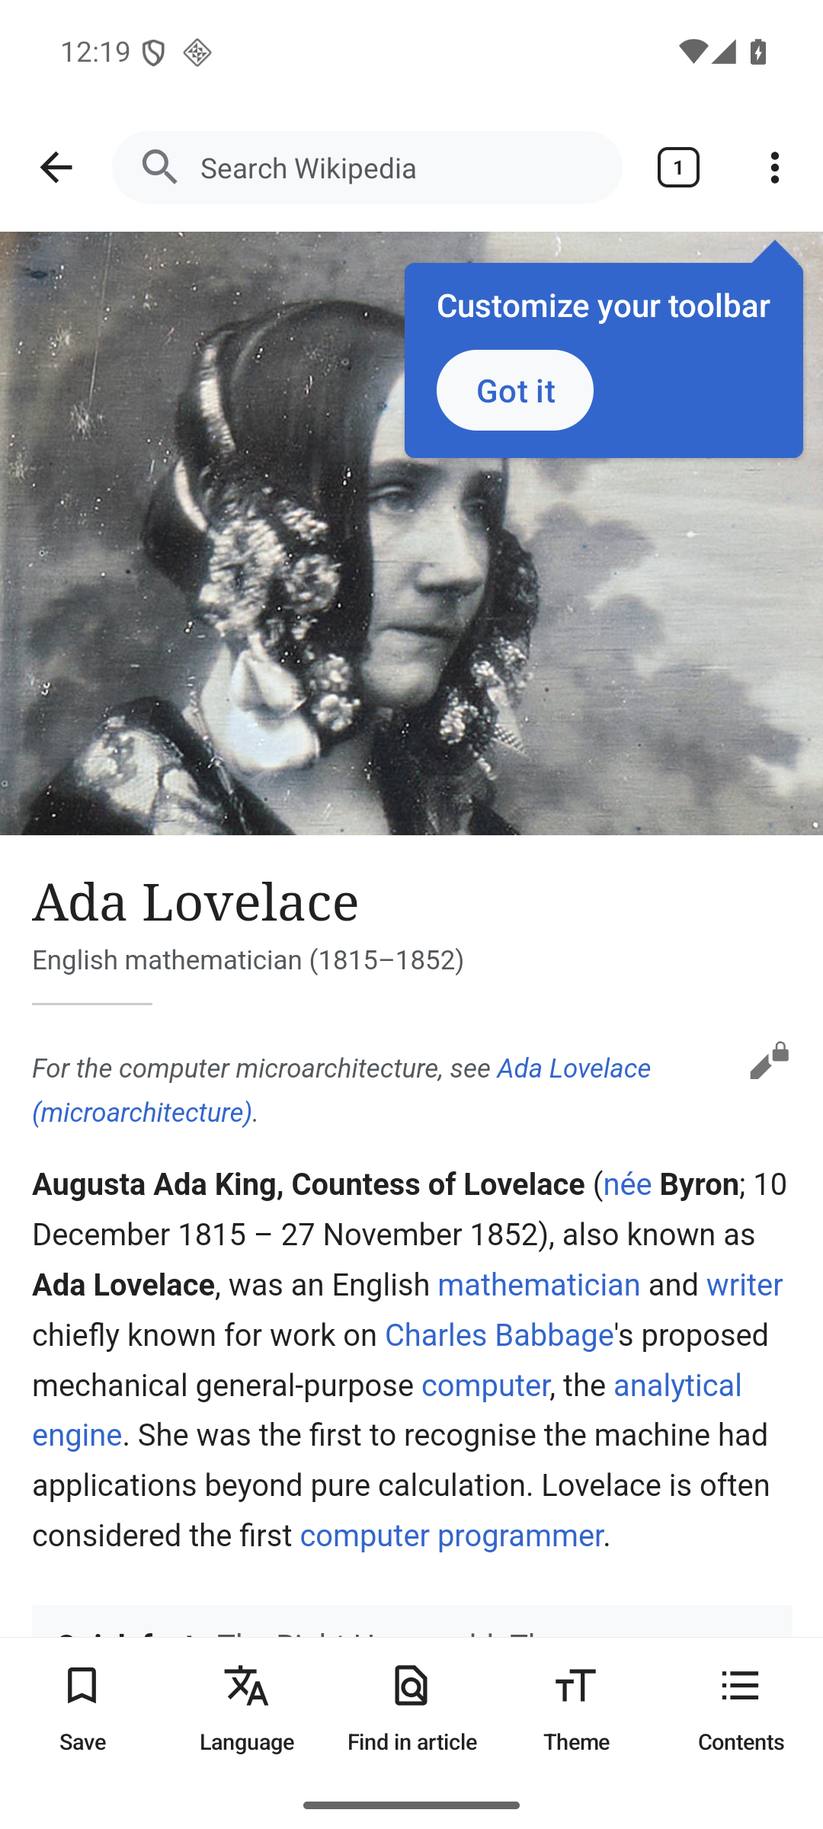 12:19
Search Wikipedia
1
Customize your toolbar
Got it
Ada Lovelace
English mathematician (1815–1852)
For the computer microarchitecture, see Ada Lovelace
(microarchitecture).
Augusta Ada King, Countess of Lovelace (née Byron; 10
December 1815 – 27 November 1852), also known as
Ada Lovelace, was an English mathematician and writer
chiefly known for work on Charles Babbage's proposed
mechanical general-purpose computer, the analytical
engine. She was the first to recognise the machine had
applications beyond pure calculation. Lovelace is often
considered the first computer programmer.
Save
Language
Find in article
Theme
Contents